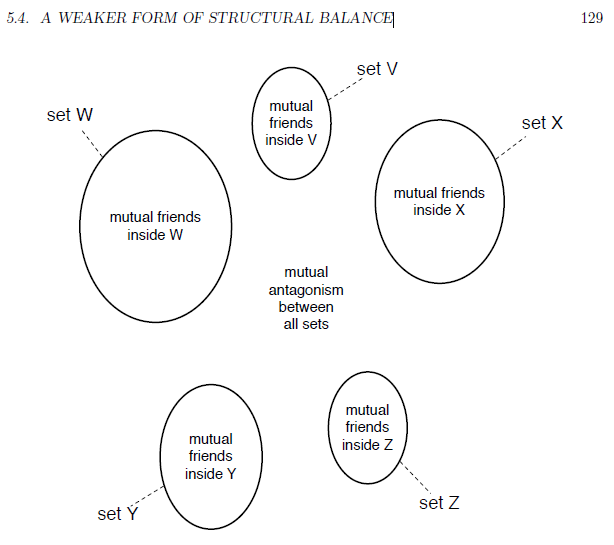 5.4. A WEAKER FORM OF STRUCTURAL BALANCE 129
set V
mutual
friends
inside V
set W
set X
mutual friends
inside W
mutual friends
inside X
mutual
antagonism
between
all sets
mutual
friends
inside Y
mutual
friends
inside Z
set Y
set Z